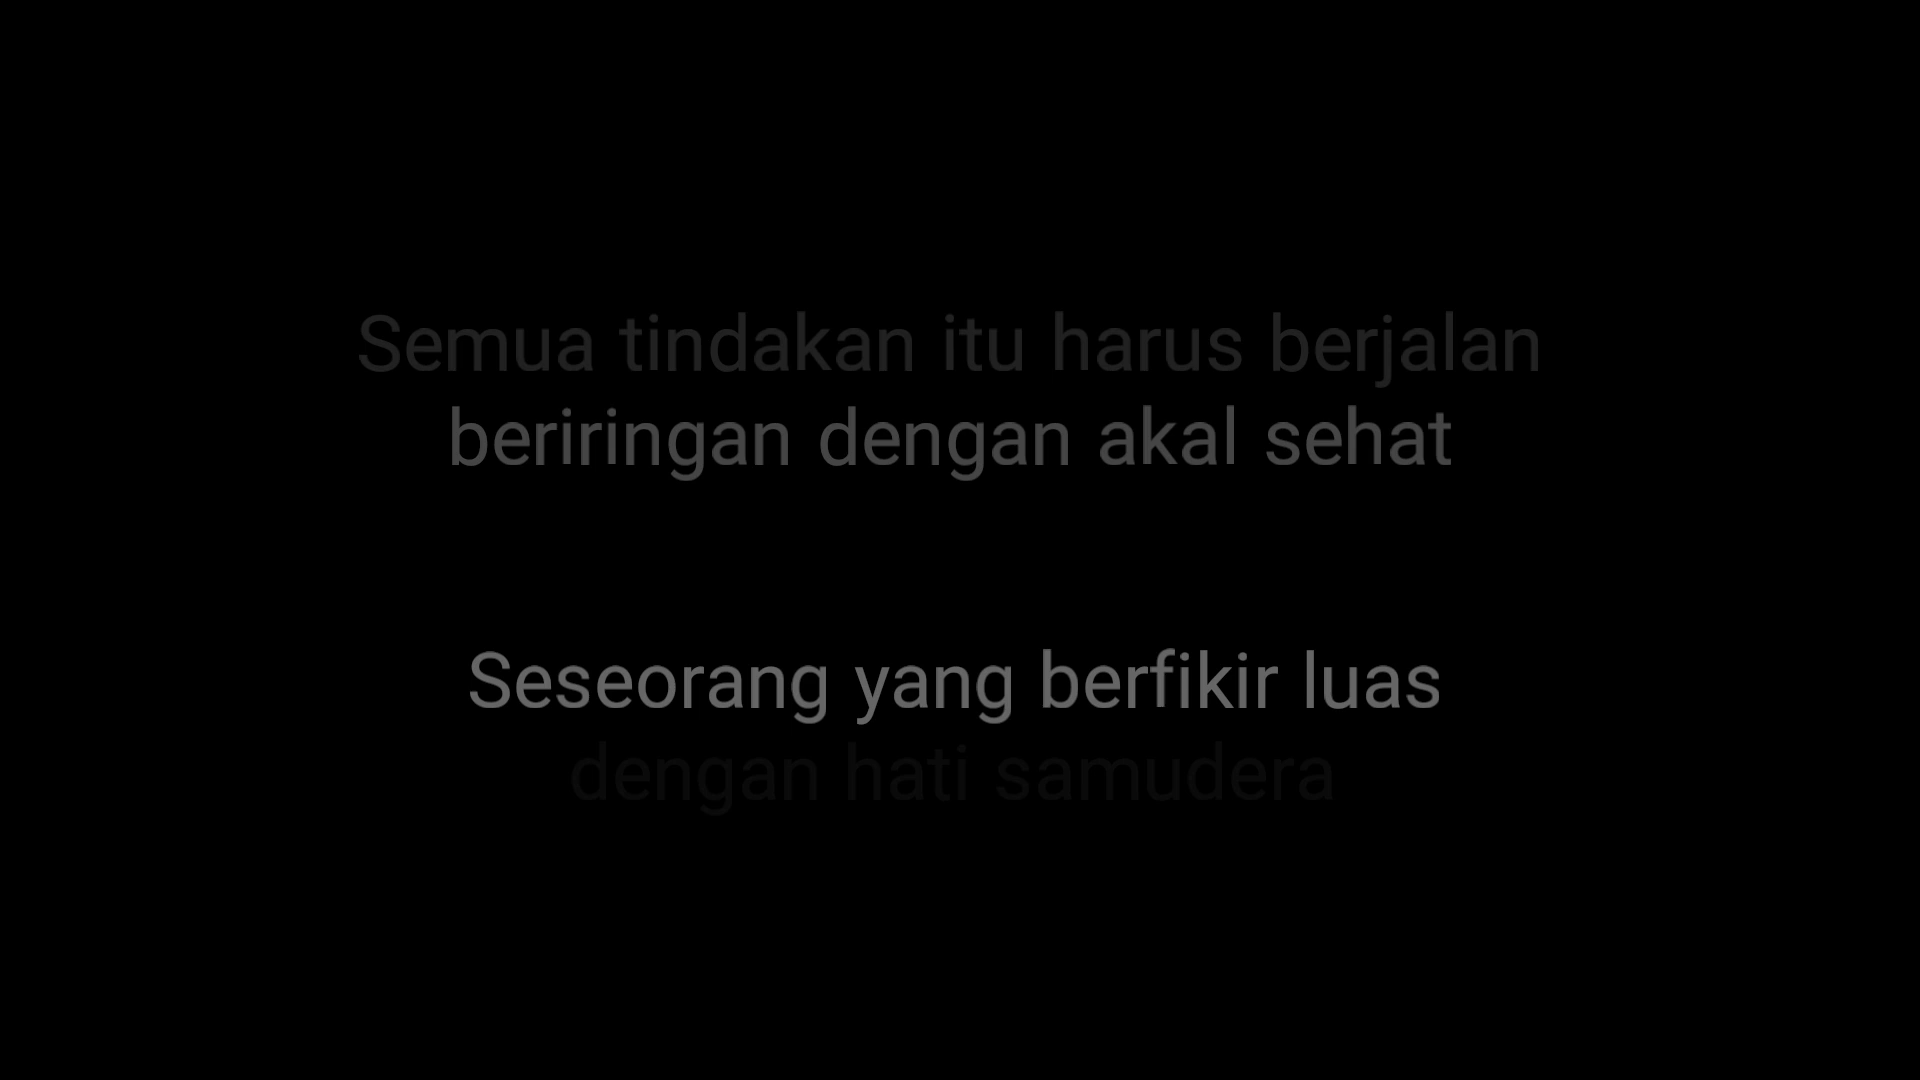 Semua tindakan itu harus berjalan
beriringan dengan akal sehat
Seseorang yang berfikir luas
dengan hati samudera